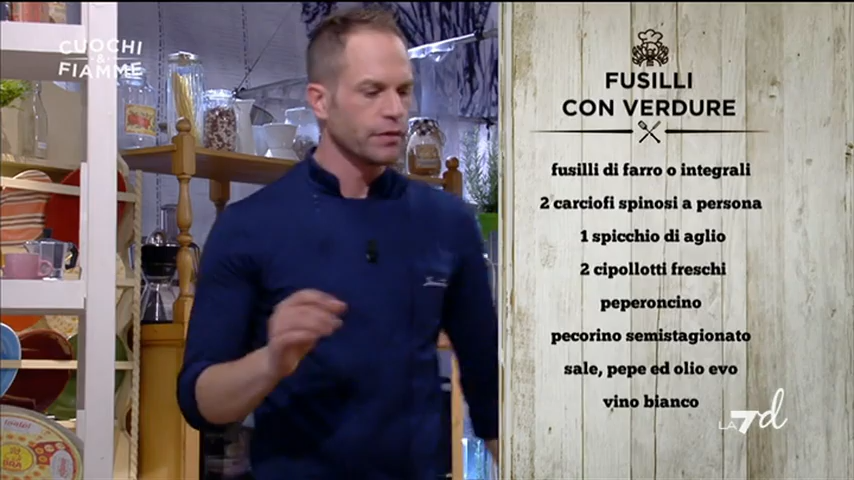 CUOCHI
&
FIAMME
FUSILLI
CON VERDURE
fusilli di farro o integrali
2 carciofi spinosi a persona
1 spicchio di aglio
2 cipollotti freschi
peperoncino
pecorino semistagionato
sale, pepe ed olio evo
vino bianco
LA7d
BRA